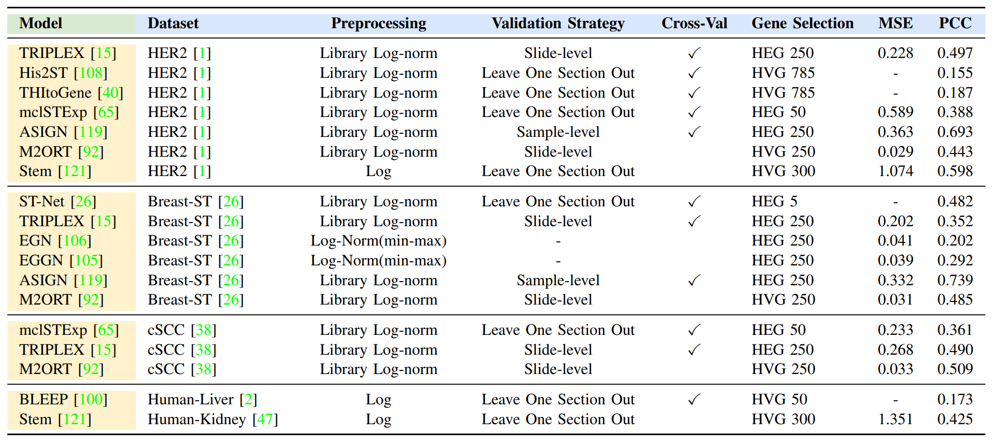 Model Dataset Preprocessing Validation Strategy Cross-Val Gene Selection MSE PCC
TRIPLEX [15] HER2 [1] Library Log-norm Slide-level ✓ HEG 250 0.228 0.497
His2ST [108] HER2 [1] Library Log-norm Leave One Section Out ✓ HVG 785 - 0.155
THItoGene [40] HER2 [1] Library Log-norm Leave One Section Out ✓ HVG 785 - 0.187
mclSTExp [65] HER2 [1] Library Log-norm Leave One Section Out ✓ HEG 50 0.589 0.388
ASIGN [119] HER2 [1] Library Log-norm Sample-level ✓ HEG 250 0.363 0.693
M2ORT [92] HER2 [1] Library Log-norm Slide-level HVG 250 0.029 0.443
Stem [121] HER2 [1] Log Leave One Section Out HVG 300 1.074 0.598
ST-Net [26] Breast-ST [26] Library Log-norm Leave One Section Out ✓ HEG 5 - 0.482
TRIPLEX [15] Breast-ST [26] Library Log-norm Slide-level ✓ HEG 250 0.202 0.352
EGN [106] Breast-ST [26] Log-Norm(min-max) - HEG 250 0.041 0.202
EGGN [105] Breast-ST [26] Log-Norm(min-max) - HEG 250 0.039 0.292
ASIGN [119] Breast-ST [26] Library Log-norm Sample-level ✓ HEG 250 0.332 0.739
M2ORT [92] Breast-ST [26] Library Log-norm Slide-level HVG 250 0.031 0.485
mclSTExp [65] cSCC [38] Library Log-norm Leave One Section Out ✓ HEG 50 0.233 0.361
TRIPLEX [15] cSCC [38] Library Log-norm Slide-level ✓ HEG 250 0.268 0.490
M2ORT [92] cSCC [38] Library Log-norm Slide-level HVG 250 0.033 0.509
BLEEP [100] Human-Liver [2] Log Leave One Section Out ✓ HVG 50 - 0.173
Stem [121] Human-Kidney [47] Log Leave One Section Out HVG 300 1.351 0.425